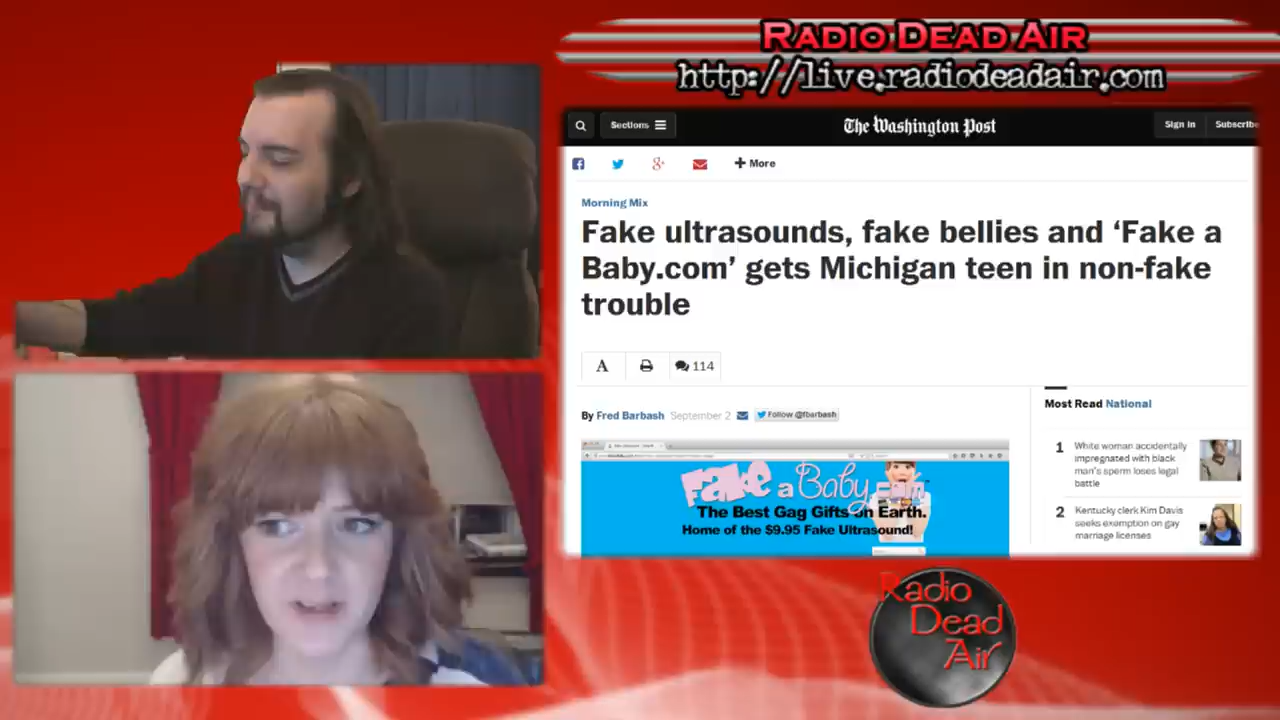 Radio Dead Air
http://live.radiodeadair.com
Sections
The Washington Post
Sign In
Subscribe
More
Morning Mix
Fake ultrasounds, fake bellies and ‘Fake a
Baby.com’ gets Michigan teen in non-fake
trouble
A
114
By Fred Barbash September 2
Follow @fbarbash
Most Read National
1
White woman accidentally
impregnated with black
man's sperm loses legal
battle
2
Kentucky clerk Kim Davis
seeks exemption on gay
marriage licenses
Fake a Baby.com
The Best Gag Gifts on Earth.
Home of the $9.95 Fake Ultrasound!
Radio
Dead
Air